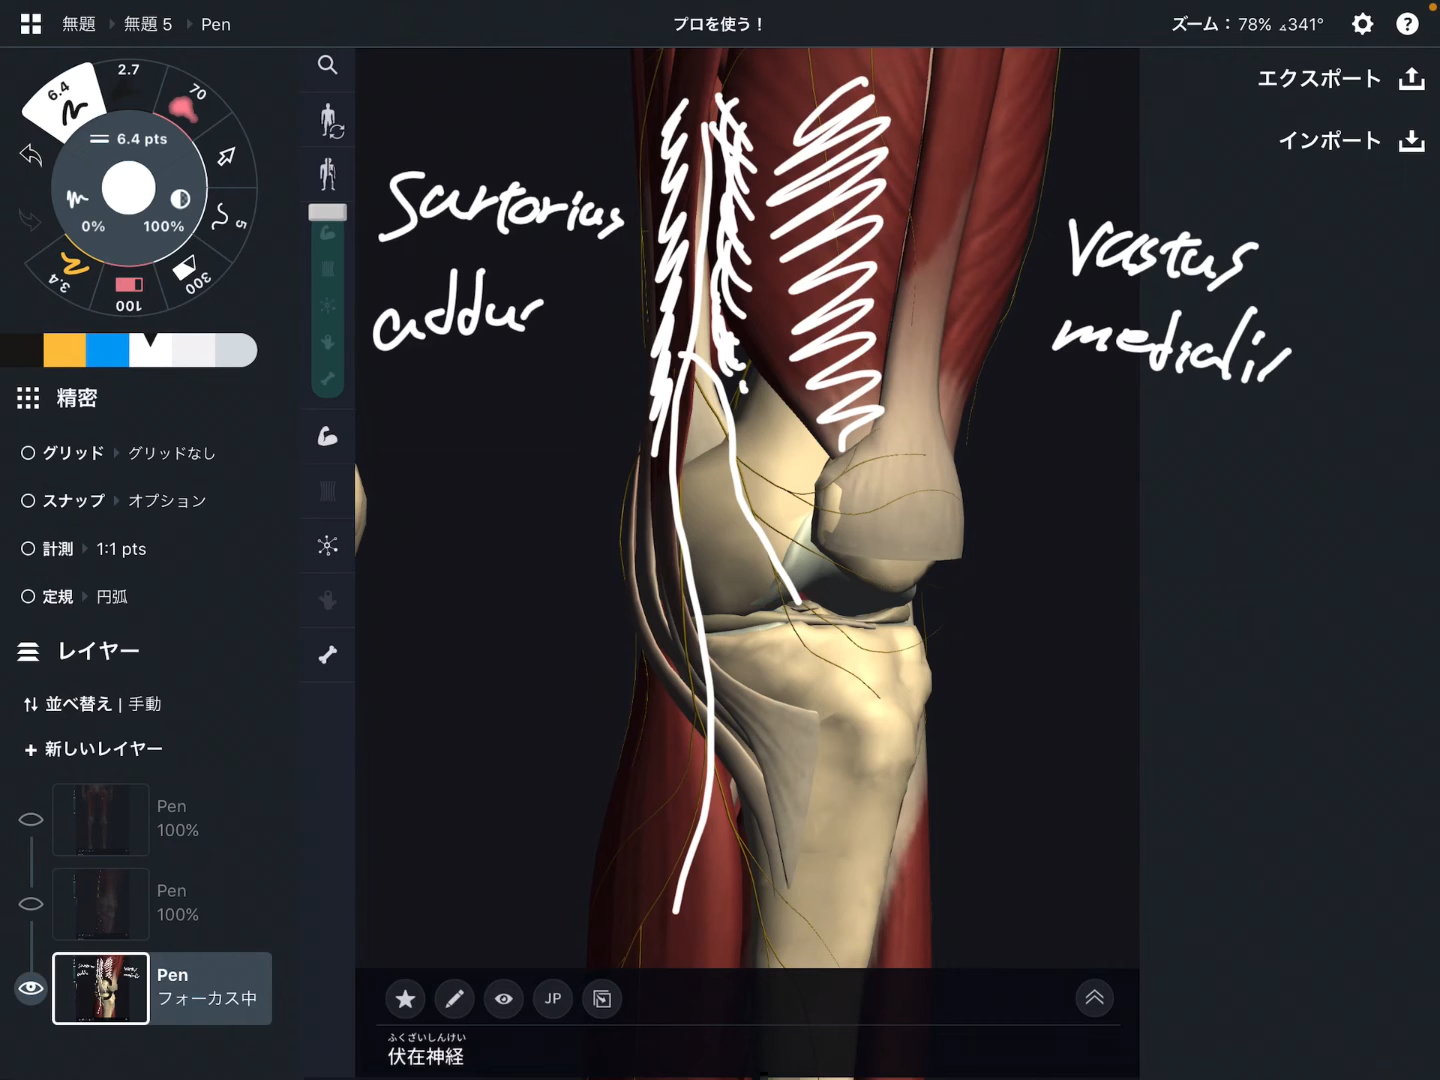 無題 無題 5 Pen
プロを使う！
ズーム： 78% ⊿341°
エクスポート
インポート
6.4
2.7
70
6.4 pts
0% 100%
5
3.4
100
300
精密
グリッド グリッドなし
スナップ オプション
計測 1:1 pts
定規 円弧
レイヤー
並べ替え | 手動
+ 新しいレイヤー
Pen
100%
Pen
100%
Pen
フォーカス中
Sartorius
addur
Vastus
medialis
JP
ふくざいしんけい
伏在神経